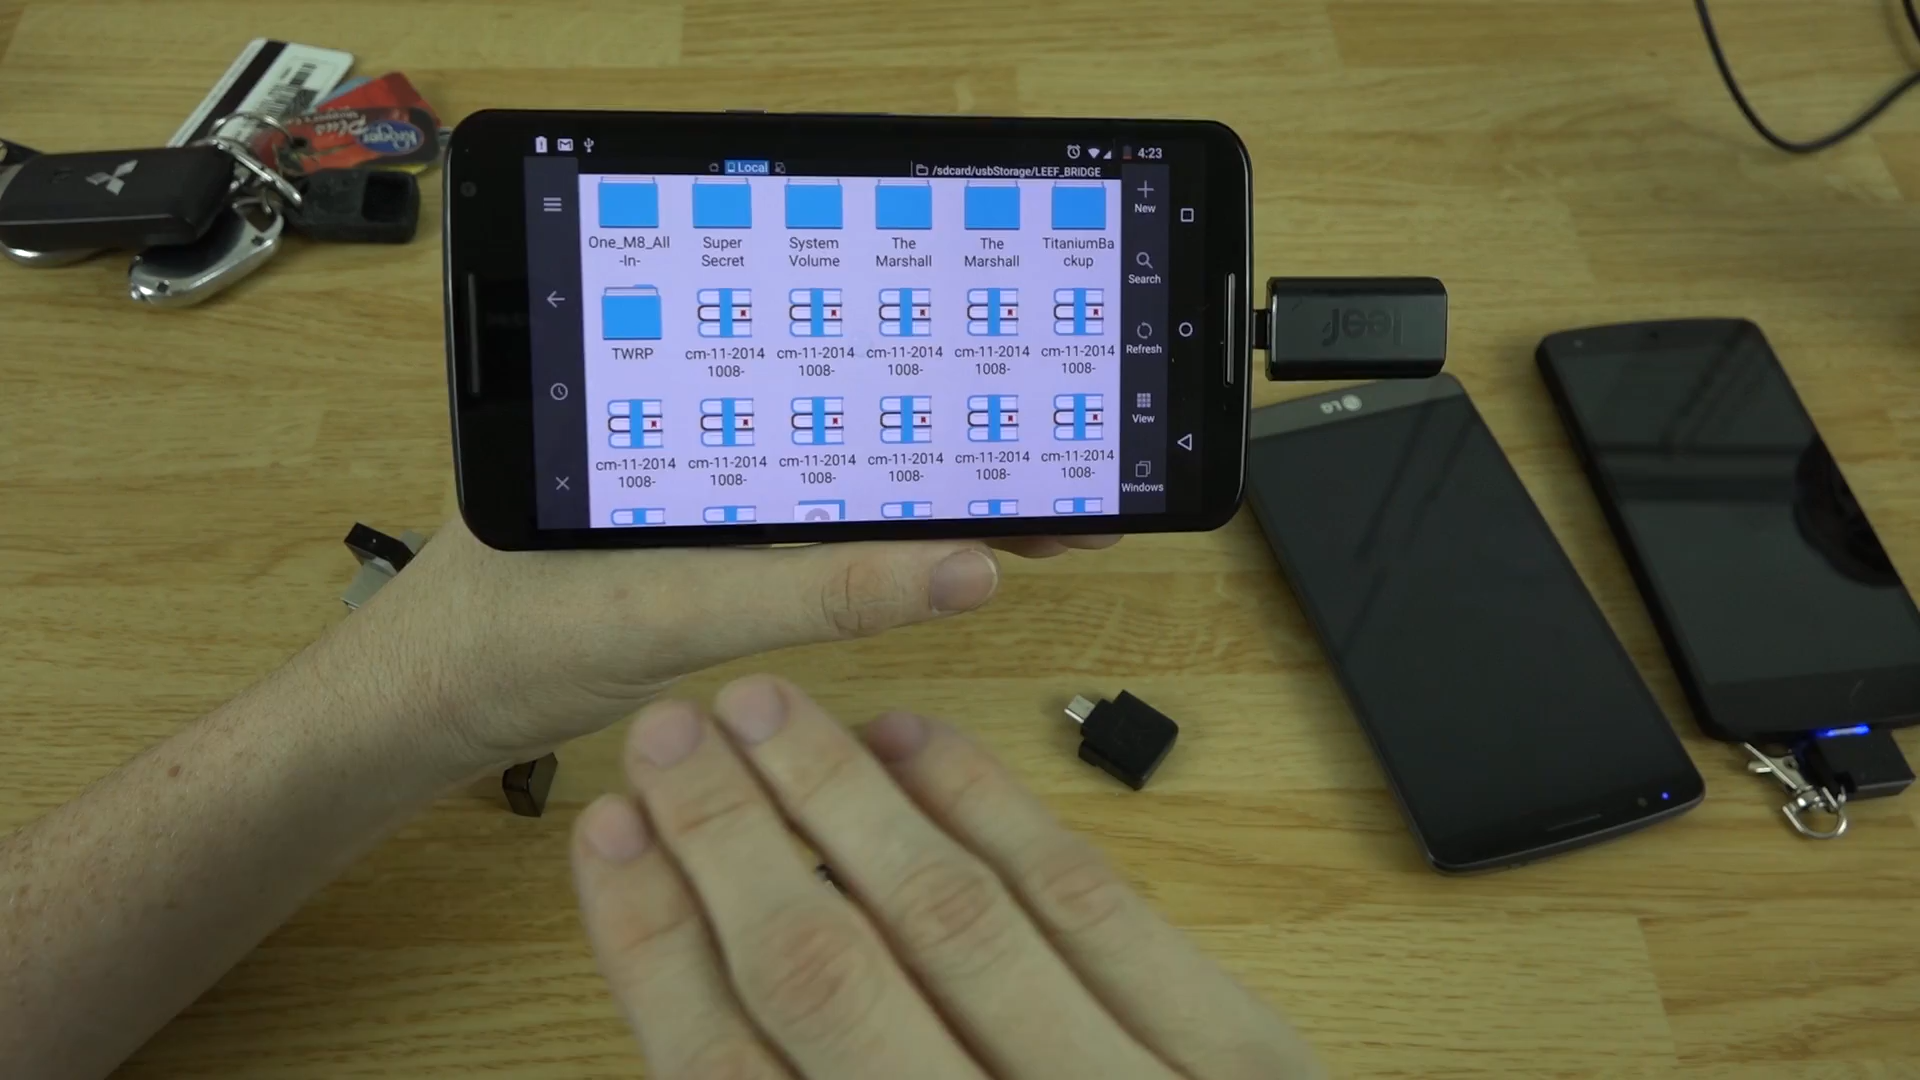 4:23
Local
/sdcard/usbStorage/LEEF_BRIDGE
New
Search
Refresh
View
Windows
One_M8_All
-In-
Super
Secret
System
Volume
The
Marshall
The
Marshall
TitaniumBa
ckup
TWRP
cm-11-2014
1008-
cm-11-2014
1008-
cm-11-2014
1008-
cm-11-2014
1008-
cm-11-2014
1008-
cm-11-2014
1008-
cm-11-2014
1008-
cm-11-2014
1008-
cm-11-2014
1008-
cm-11-2014
1008-
cm-11-2014
1008-
Leef
LG
Kroger
Plus